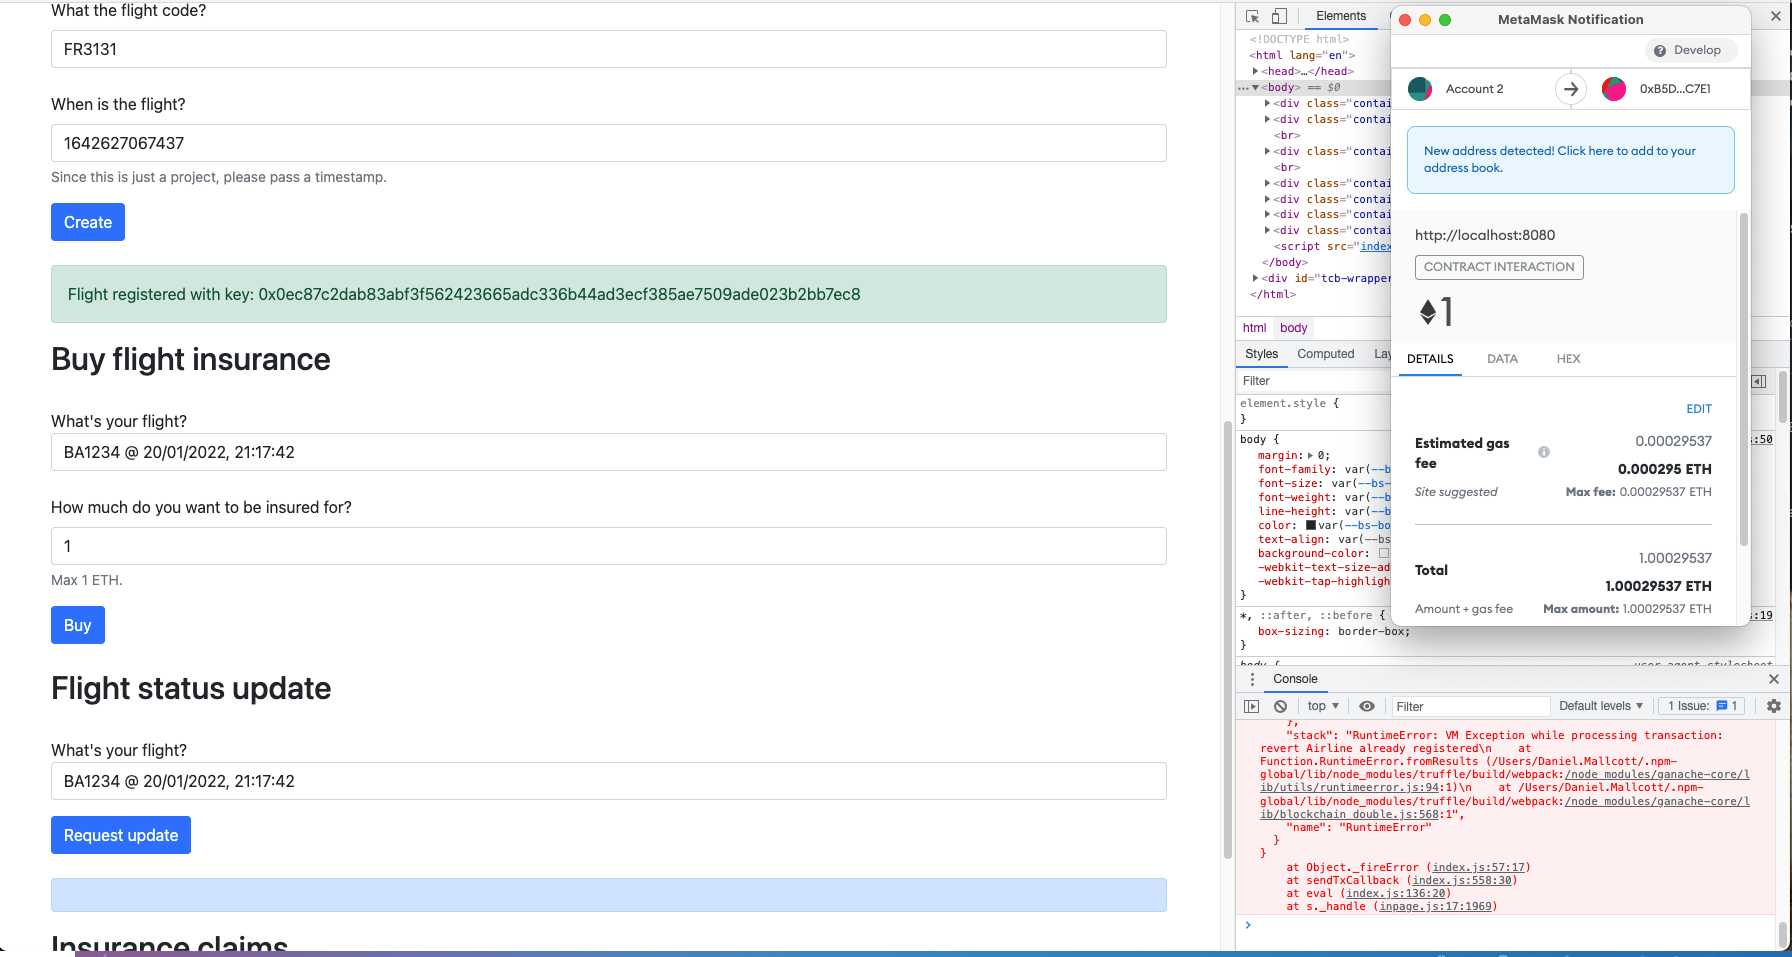 What the flight code?
FR3131
When is the flight?
1642627067437
Since this is just a project, please pass a timestamp.
Create
Flight registered with key: 0x0ec87c2dab83abf3f562423665adc336b44ad3ecf385ae7509ade023b2bb7ec8
Buy flight insurance
What's your flight?
BA1234 @ 20/01/2022, 21:17:42
How much do you want to be insured for?
1
Max 1 ETH.
Buy
Flight status update
What's your flight?
BA1234 @ 20/01/2022, 21:17:42
Request update
Insurance claims
Elements
<!DOCTYPE html>
<html lang="en">
<head>…</head>
<body> == $0
<div class="contai
<div class="contai
<br>
<div class="contai
<br>
<div class="contai
<div class="contai
<div class="contai
<div class="contai
<script src="index
</body>
<div id="tcb-wrapper
</html>
html body
Styles Computed Lay
Filter
element.style {
}
body { :50
margin: 0;
font-family: var(--b
font-size: var(--bs-
font-weight: var(--b
line-height: var(--b
color: var(--bs-bo
text-align: var(--bs
background-color:
-webkit-text-size-ad
-webkit-tap-highligh
}
*, ::after, ::before { :19
box-sizing: border-box;
}
body { user agent stylesheet
MetaMask Notification
Develop
Account 2
0xB5D...C7E1
New address detected! Click here to add to your
address book.
http://localhost:8080
CONTRACT INTERACTION
1
DETAILS DATA HEX
EDIT
Estimated gas
fee
0.00029537
0.000295 ETH
Site suggested
Max fee: 0.00029537 ETH
1.00029537
Total
1.00029537 ETH
Amount + gas fee
Max amount: 1.00029537 ETH
Console
top
Filter
Default levels
1 Issue: 1
},
"stack": "RuntimeError: VM Exception while processing transaction:
revert Airline already registered\n    at
Function.RuntimeError.fromResults (/Users/Daniel.Mallcott/.npm-
global/lib/node_modules/truffle/build/webpack:/node_modules/ganache-core/l
ib/utils/runtimeerror.js:94:1)\n    at /Users/Daniel.Mallcott/.npm-
global/lib/node_modules/truffle/build/webpack:/node_modules/ganache-core/l
ib/blockchain_double.js:568:1",
"name": "RuntimeError"
}
}
at Object._fireError (index.js:57:17)
at sendTxCallback (index.js:558:30)
at eval (index.js:136:20)
at s._handle (inpage.js:17:1969)